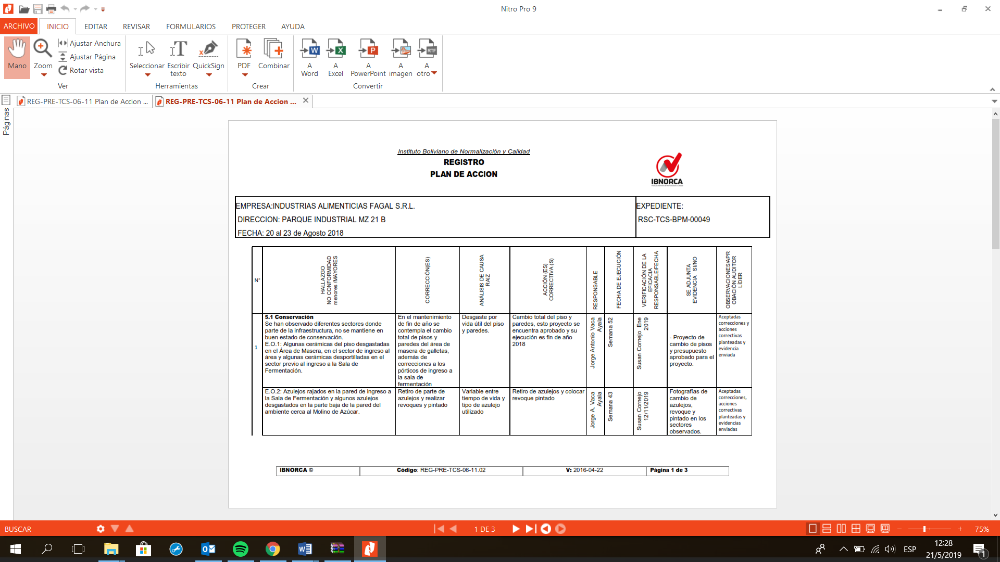 Nitro Pro 9
ARCHIVO
INICIO
EDITAR
REVISAR
FORMULARIOS
PROTEGER
AYUDA
Mano
Zoom
Ajustar Anchura
Ajustar Página
Rotar vista
Ver
Seleccionar
Escribir
texto
QuickSign
Herramientas
PDF
Combinar
Crear
A
Word
A
Excel
A
PowerPoint
A
imagen
A
otro
Convertir
Páginas
REG-PRE-TCS-06-11 Plan de Accion ...
REG-PRE-TCS-06-11 Plan de Accion ...
Instituto Boliviano de Normalización y Calidad
REGISTRO
PLAN DE ACCION
IBNORCA
EMPRESA:INDUSTRIAS ALIMENTICIAS FAGAL S.R.L.
DIRECCION: PARQUE INDUSTRIAL MZ 21 B
FECHA: 20 al 23 de Agosto 2018
EXPEDIENTE:
RSC-TCS-BPM-00049
N°
HALLAZGO
NO CONFORMIDAD
menores /MAYORES
CORRECCIÓN(ES)
ANÁLISIS DE CAUSA
RAIZ
ACCIÓN (ES)
CORRECTIVA (S)
RESPONSABLE
FECHA DE EJECUCIÓN
VERIFICACIÓN DE LA
EFICACIA
RESPONSABLE/FECHA
SE ADJUNTA
EVIDENCIA SI/NO
OBSERVACIONES/APR
OBACIÓN AUDITOR
LÍDER
1
5.1 Conservación
Se han observado diferentes sectores donde
parte de la infraestructura, no se mantiene en
buen estado de conservación.
E.O.1: Algunas cerámicas del piso desgastadas
en el Área de Masera, en el sector de ingreso al
área y algunas cerámicas desportilladas en el
sector previo al ingreso a la Sala de
Fermentación.
En el mantenimiento
de fin de año se
contempla el cambio
total de pisos y
paredes del área de
masera de galletas,
además de
correcciones a los
pórticos de ingreso a
la sala de
fermentación
Desgaste por
vida útil del piso
y paredes.
Cambio total del piso y
paredes, esto proyecto se
encuentra aprobado y su
ejecución es fin de año
2018
Jorge Antonio Vaca
Ayala
Semana 52
Susan Cornejo Ene
2019
- Proyecto de
cambio de pisos
y presupuesto
aprobado para el
proyecto.
Aceptadas
correcciones y
acciones
correctivas
planteadas y
evidencia
enviada
E.O.2: Azulejos rajados en la pared de ingreso a
la Sala de Fermentación y algunos azulejos
desgastados en la parte baja de la pared del
ambiente cerca al Molino de Azúcar.
Retiro de parte de
azulejos y realizar
revoques y pintado
Variable entre
tiempo de vida y
tipo de azulejo
utilizado
Retiro de azulejos y colocar
revoque pintado
Jorge A. Vaca
Ayala
Semana 43
Susan Cornejo
12/11/2019
Fotografías de
cambio de
azulejos,
revoque y
pintado en los
sectores
observados.
Aceptadas
correcciones,
acciones
correctivas
planteadas y
evidencias
enviadas
IBNORCA ©
Código: REG-PRE-TCS-06-11.02
V: 2016-04-22
Página 1 de 3
BUSCAR
1 DE 3
75%
ESP
12:28
21/5/2019
1